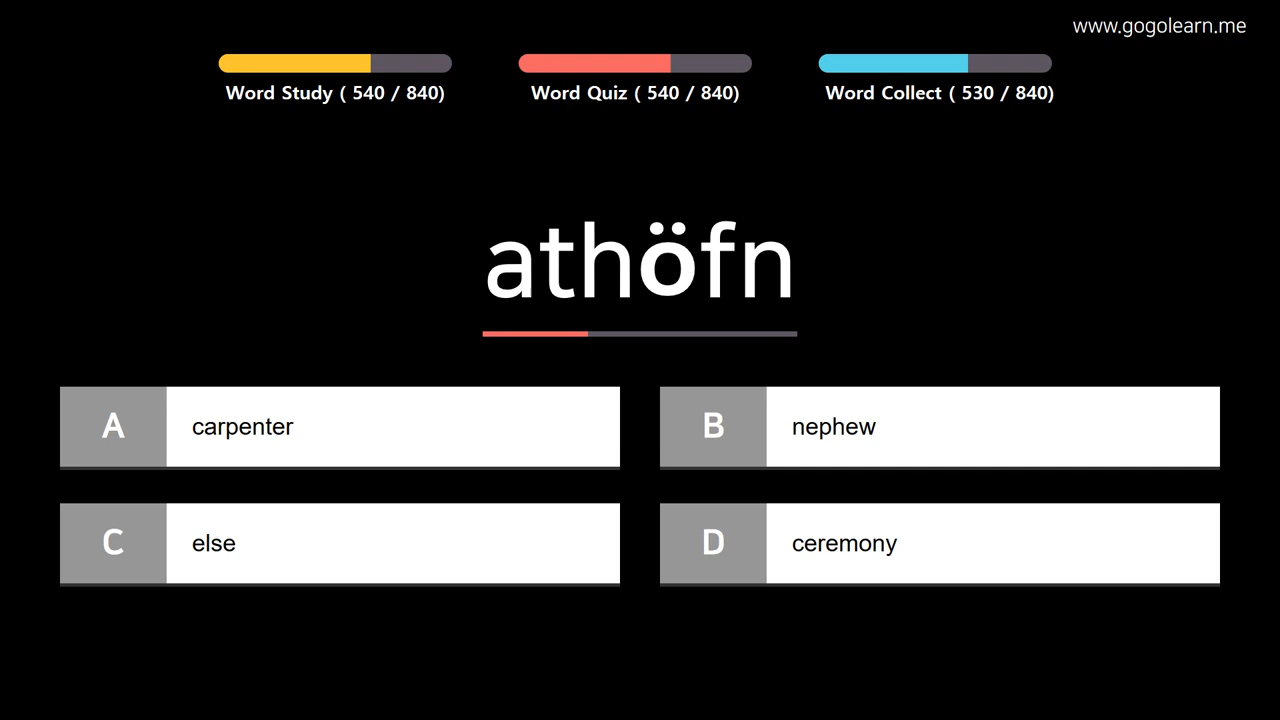 www.gogolearn.me
Word Study ( 540 / 840)
Word Quiz ( 540 / 840)
Word Collect ( 530 / 840)
athöfn
A carpenter
B nephew
C else
D ceremony